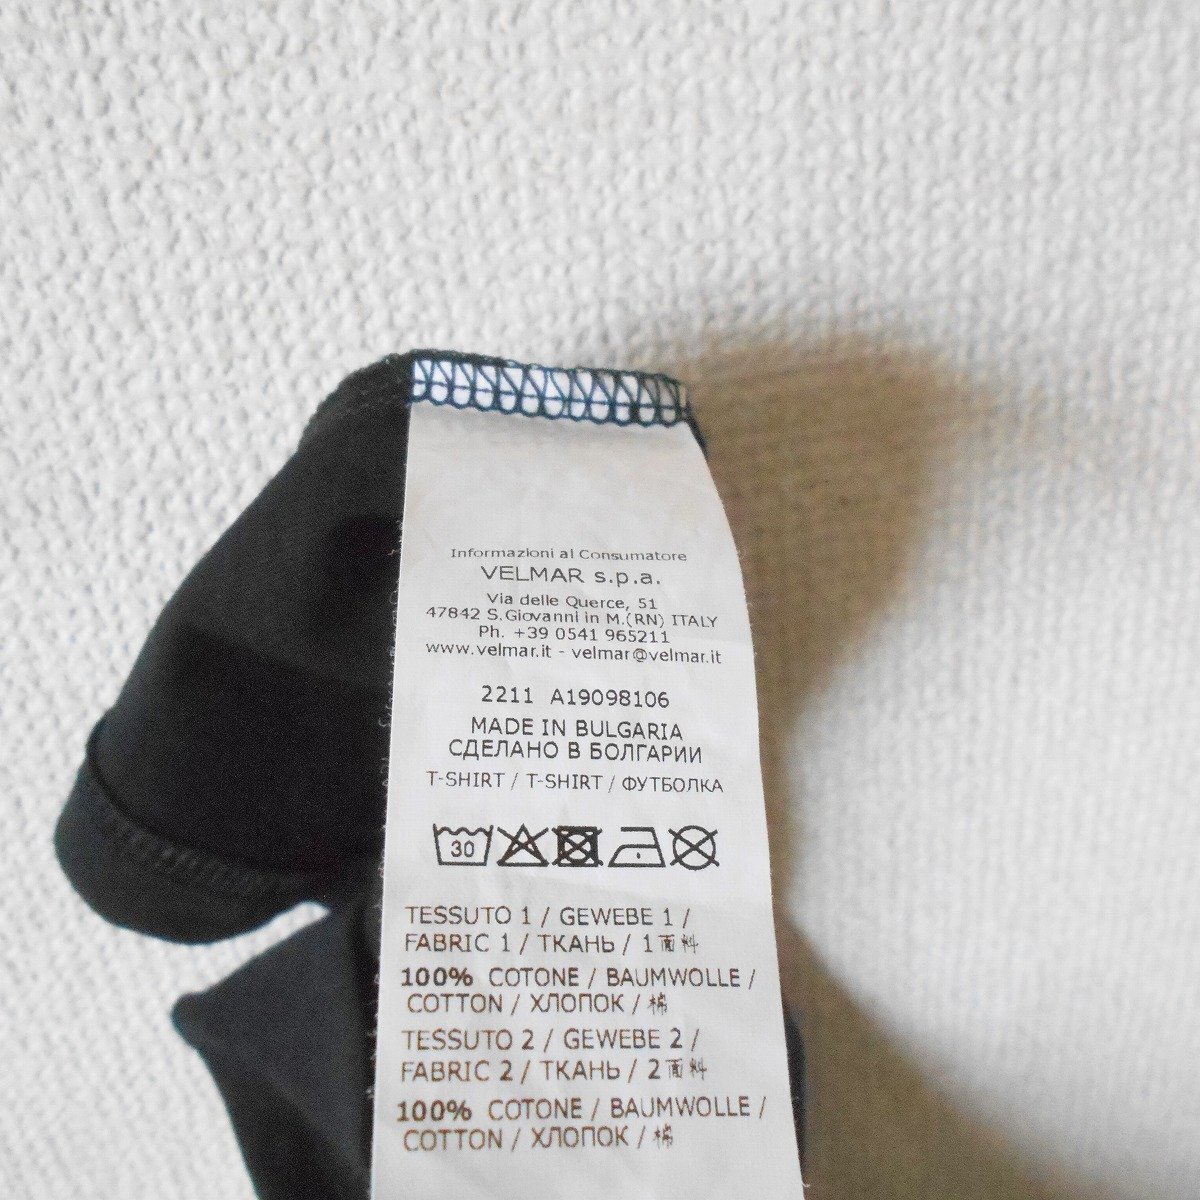 Informazioni al Consumatore
VELMAR s.p.a.
Via delle Querce, 51
47842 S.Giovanni in M.(RN) ITALY
Ph. +39 0541 965211
www.velmar.it - velmar@velmar.it
2211 A19098106
MADE IN BULGARIA
СДЕЛАНО В БОЛГАРИИ
T-SHIRT / T-SHIRT / ФУТБОЛКА
30
TESSUTO 1 / GEWEBE 1 /
FABRIC 1 / ТКАНЬ / 1面料
100% COTONE / BAUMWOLLE /
COTTON / ХЛОПОК / 棉
TESSUTO 2 / GEWEBE 2 /
FABRIC 2 / ТКАНЬ / 2面料
100% COTONE / BAUMWOLLE /
COTTON / ХЛОПОК / 棉